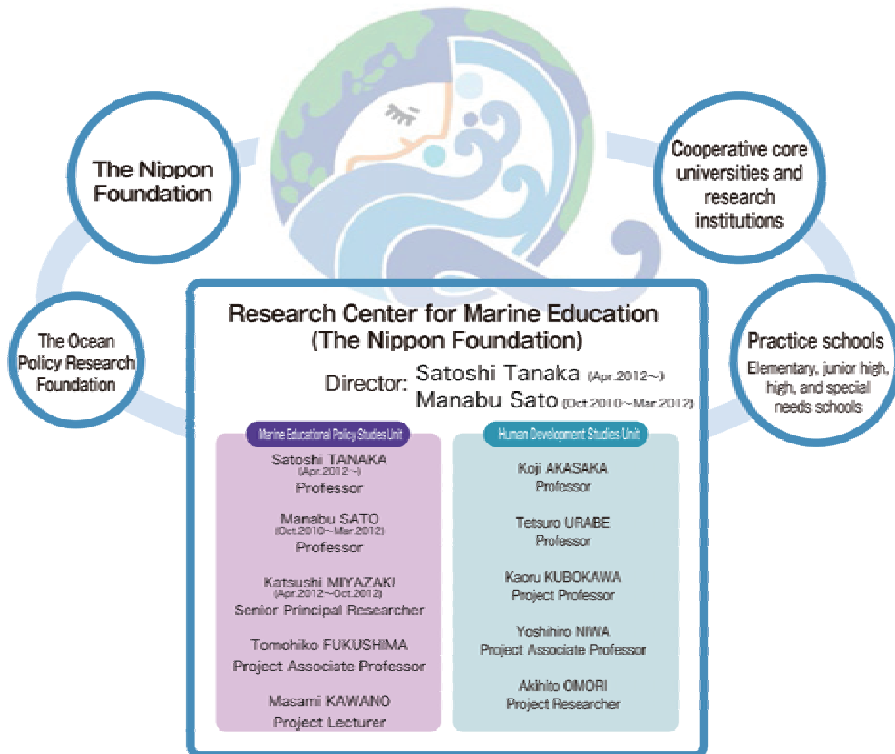 The Nippon
Foundation
Cooperative core
universities and
research
institutions
The Ocean
Policy Research
Foundation
Practice schools
Elementary, junior high,
high, and special
needs schools
Research Center for Marine Education
(The Nippon Foundation)
Director: Satoshi Tanaka (Apr.2012~)
Manabu Sato (Oct.2010~Mar.2012)
Marine Educational Policy Studies Unit
Satoshi TANAKA
(Apr.2012~)
Professor
Manabu SATO
(Oct.2010~Mar.2012)
Professor
Katsushi MIYAZAKI
(Apr.2012~Oct.2012)
Senior Principal Researcher
Tomohiko FUKUSHIMA
Project Associate Professor
Masami KAWANO
Project Lecturer
Human Development Studies Unit
Koji AKASAKA
Professor
Tetsuro URABE
Professor
Kaoru KUBOKAWA
Project Professor
Yoshihiro NIWA
Project Associate Professor
Akihito OMORI
Project Researcher